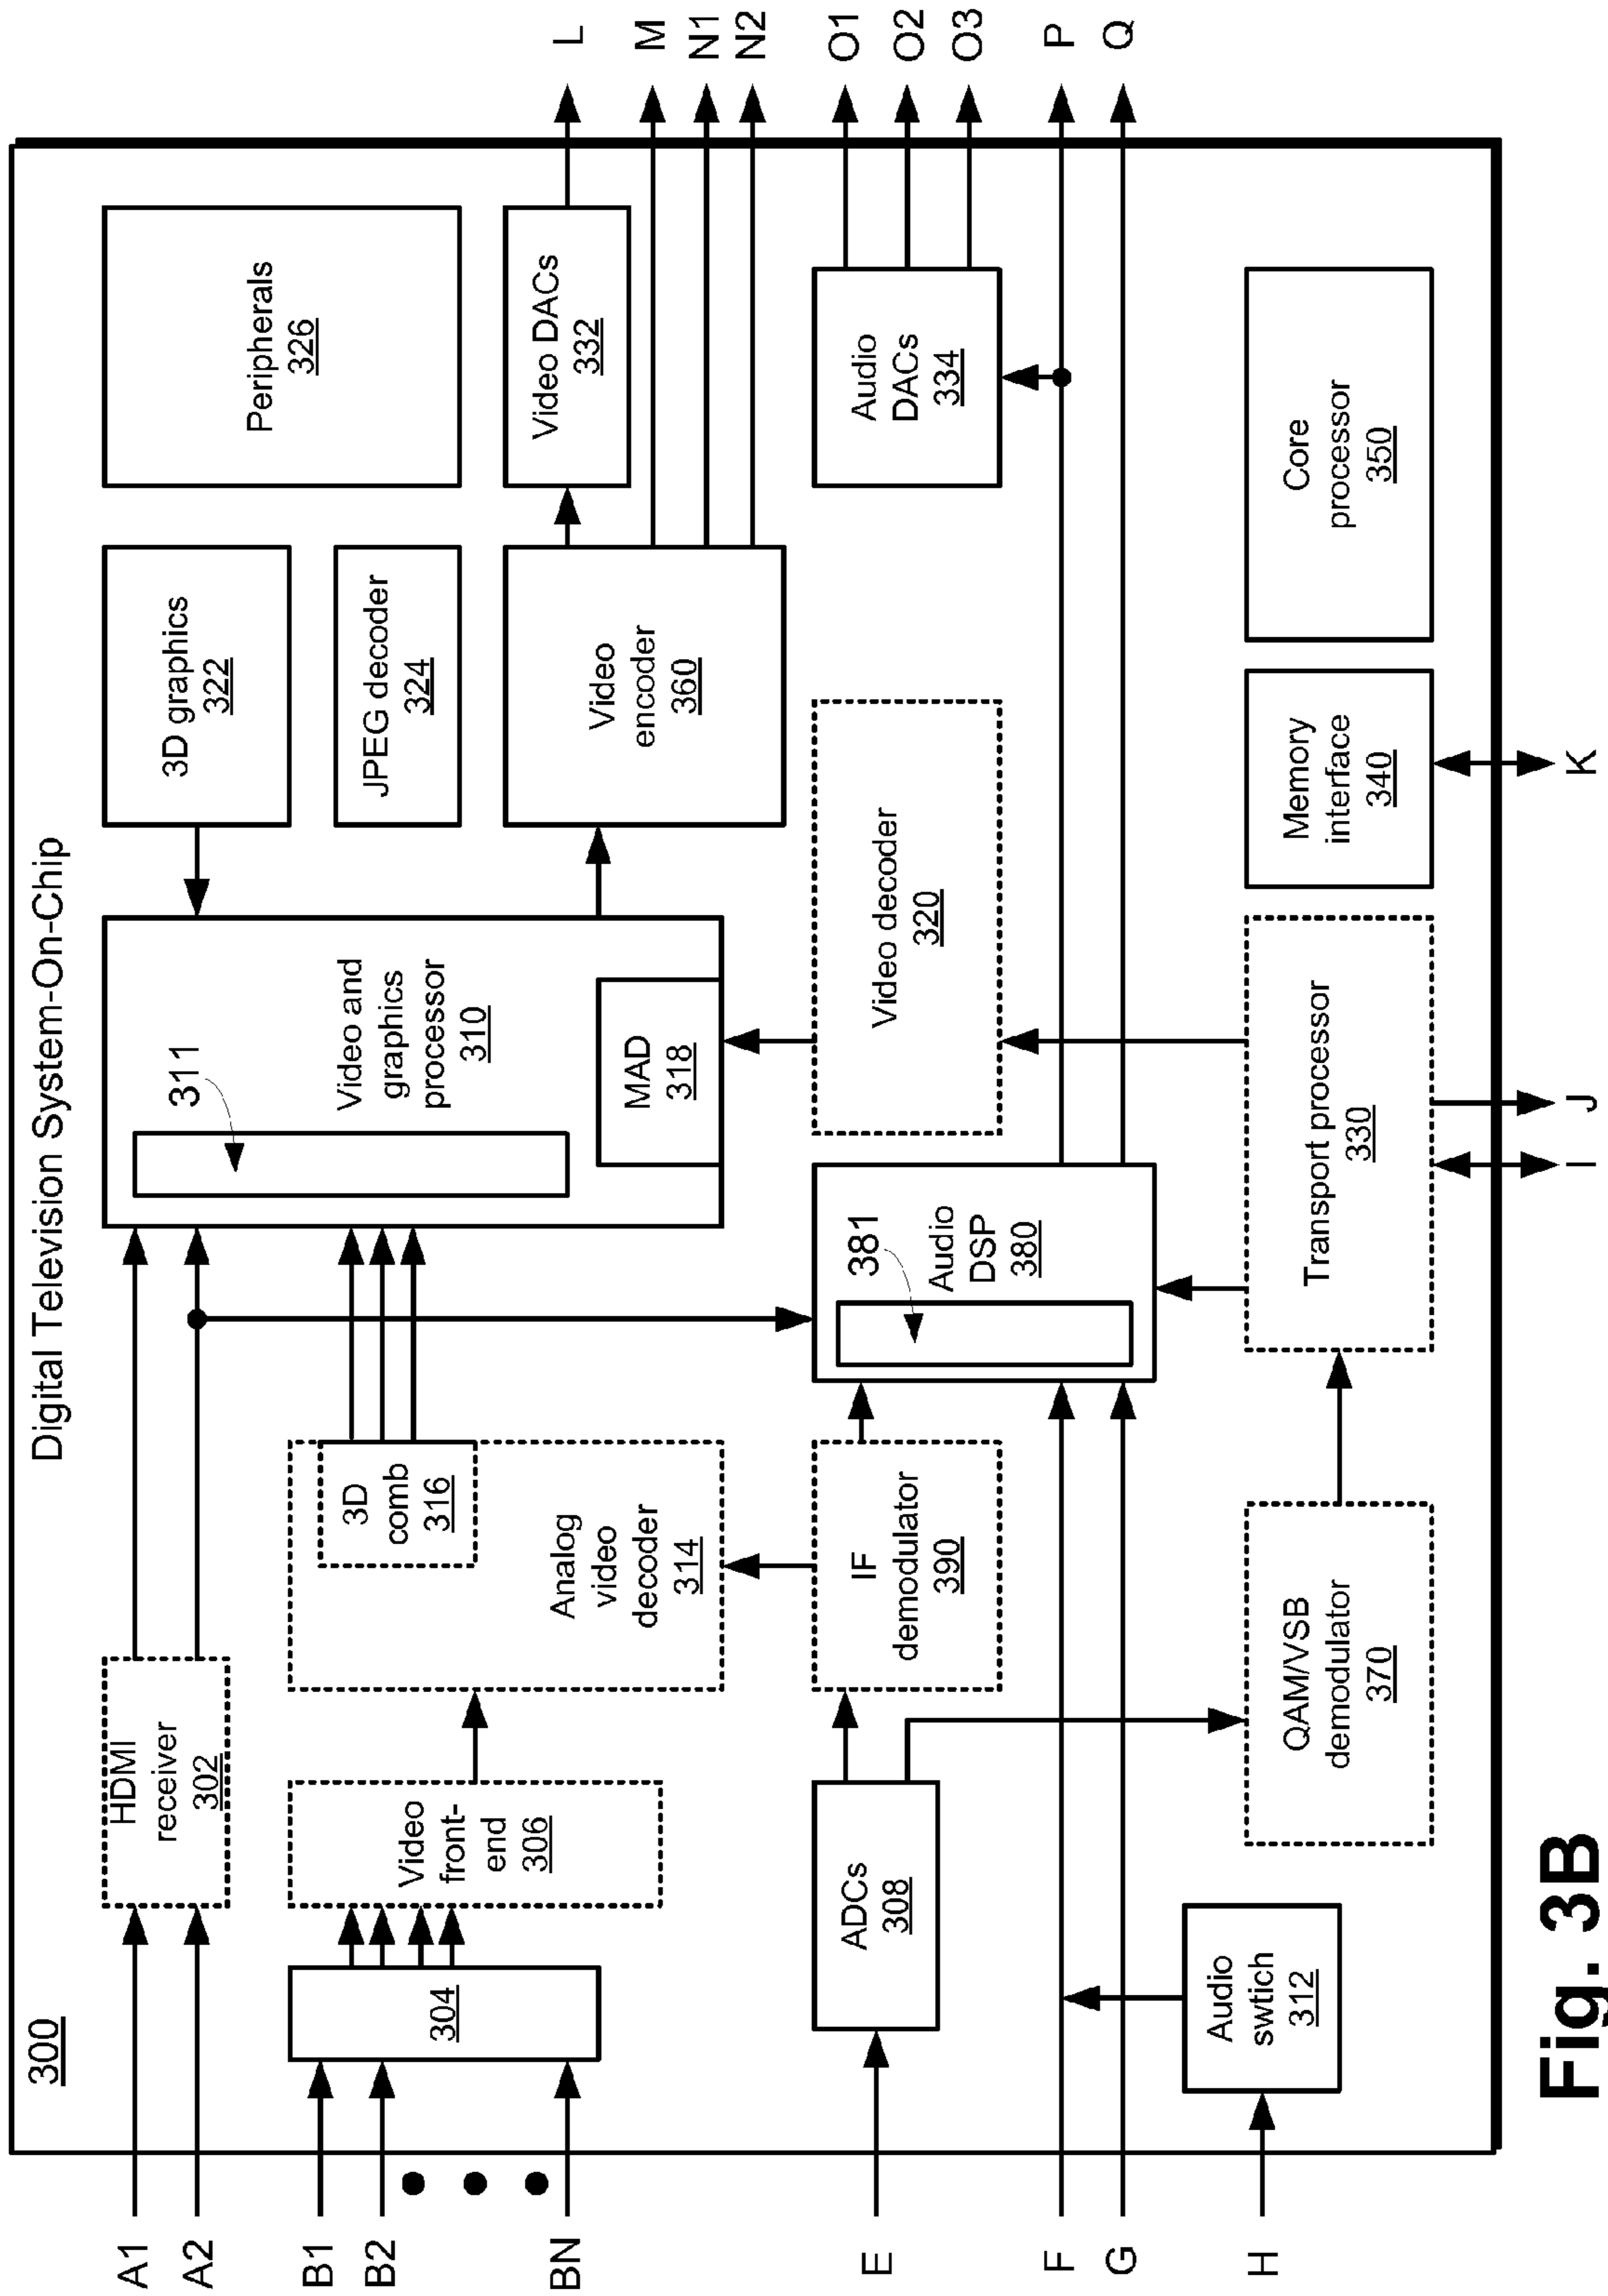 Digital Television System-On-Chip
300
A1
A2
B1
B2
BN
E
F
G
H
HDMI
receiver
302
304
Video
front-
end
306
3D
comb
316
Analog
video
decoder
314
ADCs
308
IF
demodulator
390
Audio
swtich
312
QAM/VSB
demodulator
370
311
Video and
graphics
processor
310
MAD
318
381
Audio
DSP
380
Transport processor
330
3D graphics
322
JPEG decoder
324
Video
encoder
360
Video decoder
320
Memory
interface
340
Peripherals
326
Video DACs
332
Audio
DACs
334
Core
processor
350
L
M
N1
N2
O1
O2
O3
P
Q
I
J
K
Fig. 3B